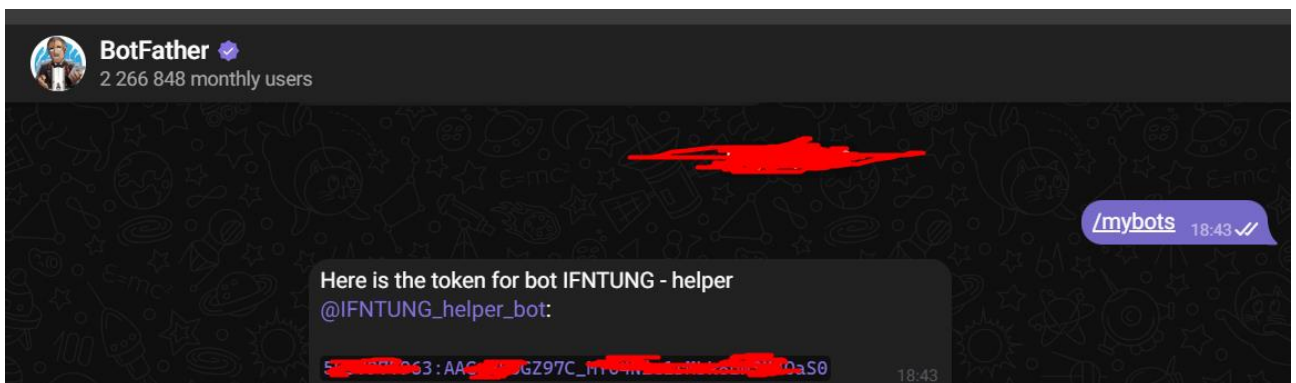 BotFather
2 266 848 monthly users
/mybots
18:43
Here is the token for bot IFNTUNG - helper
@IFNTUNG_helper_bot:
18:43